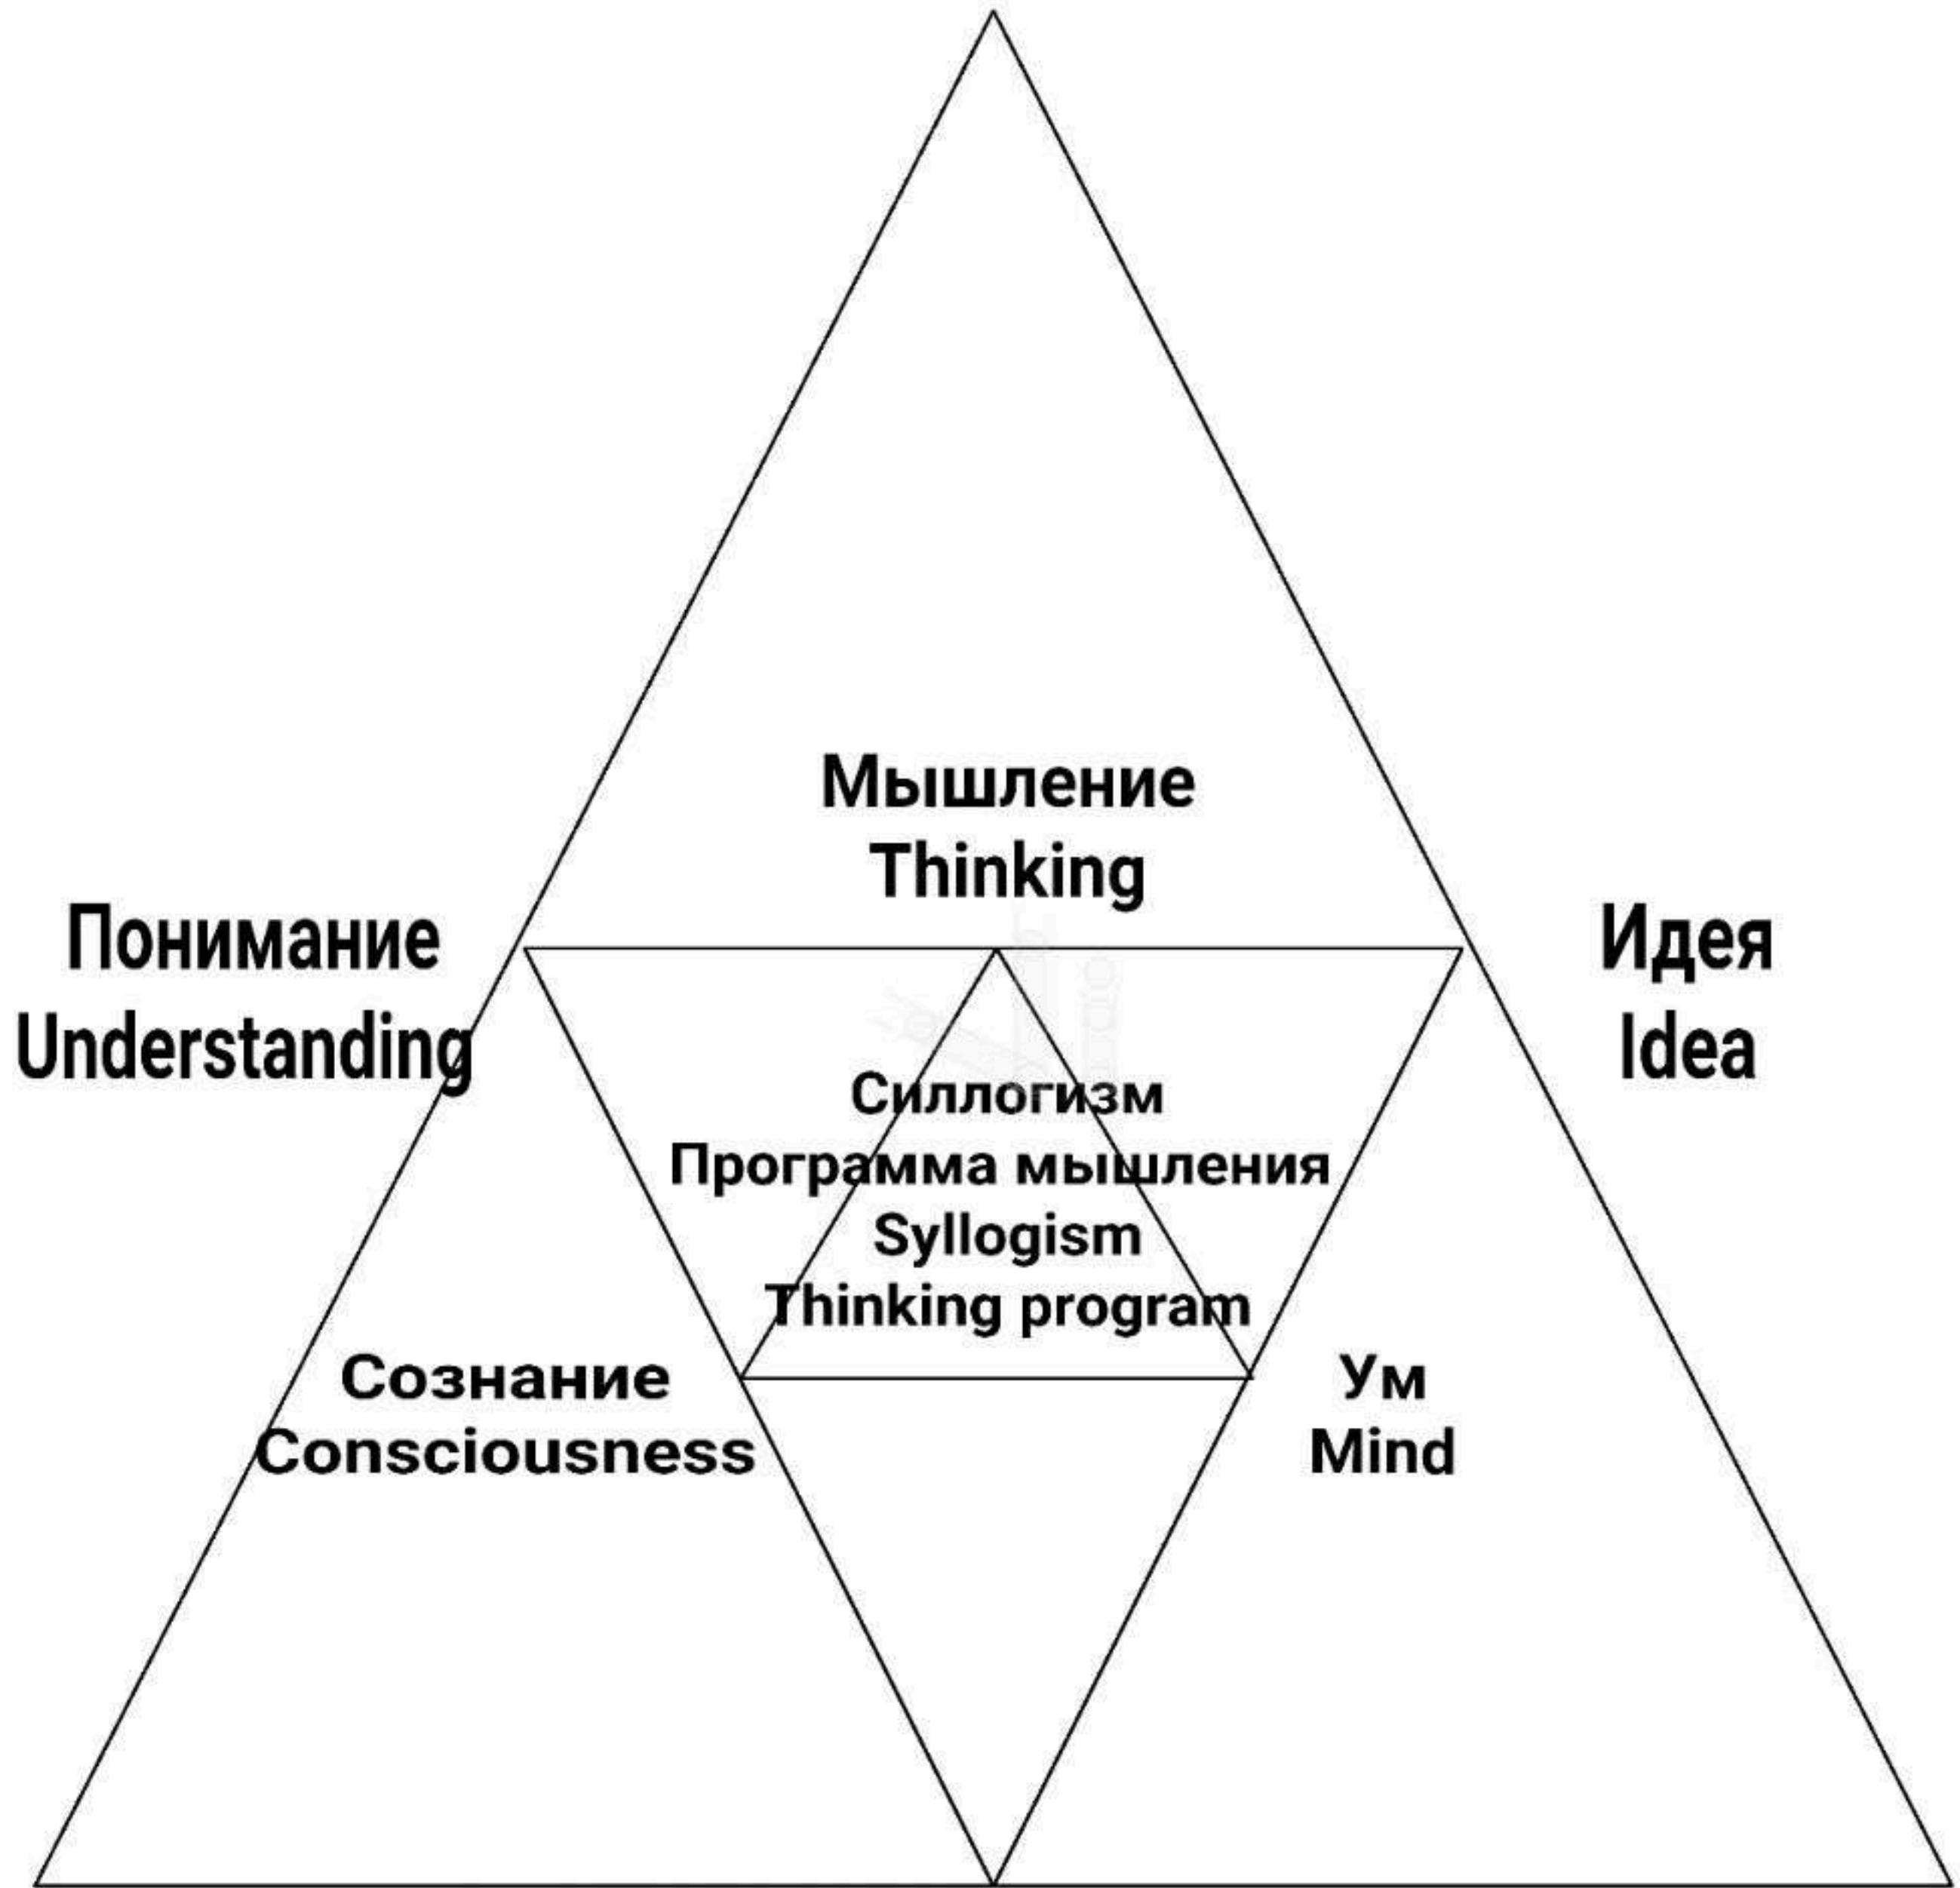 Мышление
Thinking
Понимание
Understanding
Идея
Idea
Силлогизм
Программа мышления
Syllogism
Thinking program
Сознание
Consciousness
Ум
Mind